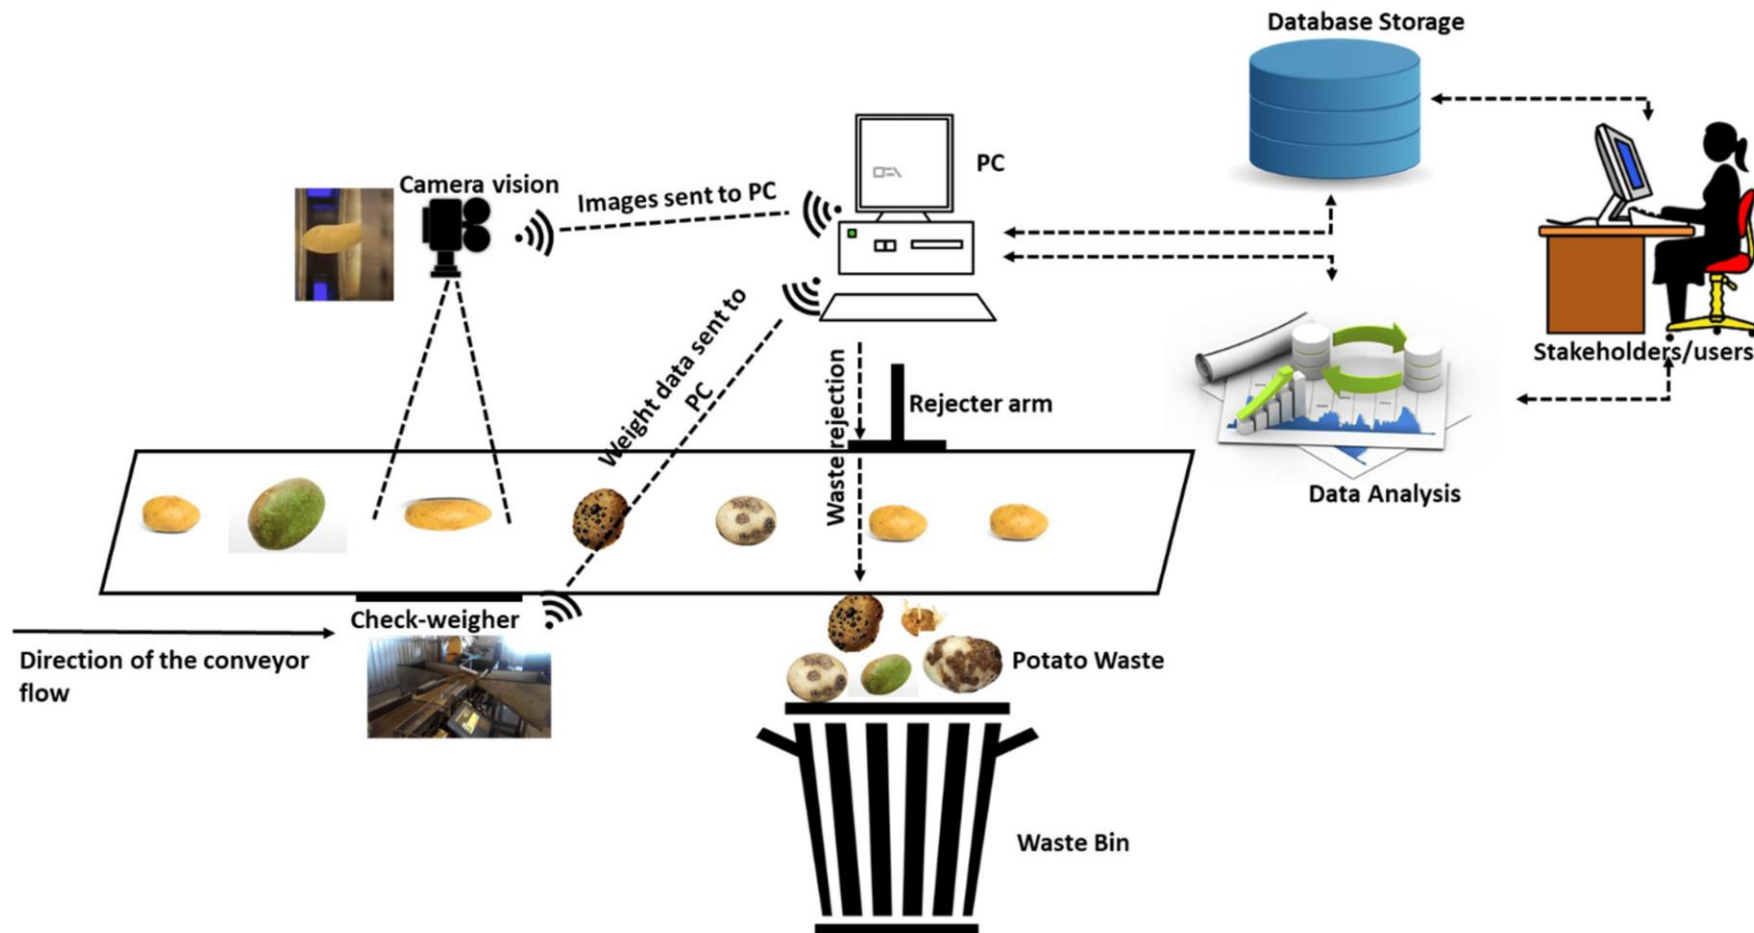 Database Storage
PC
Camera vision
Images sent to PC
Weight data sent to
PC
Waste rejection
Rejecter arm
Stakeholders/users
Data Analysis
Check-weigher
Direction of the conveyor
flow
Potato Waste
Waste Bin